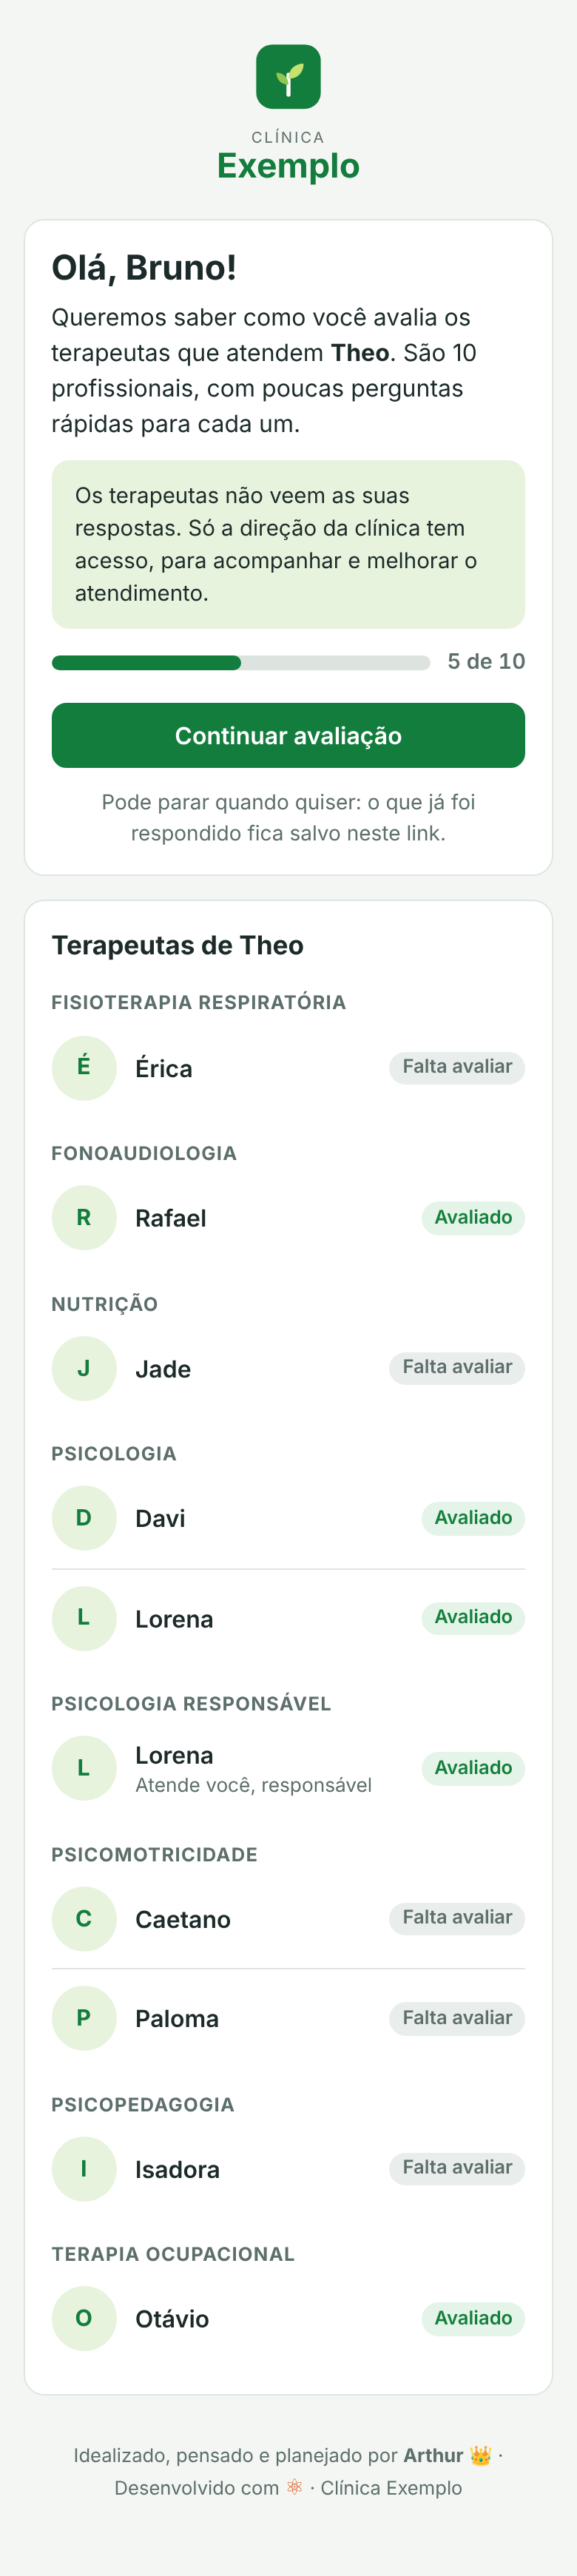 CLÍNICA
Exemplo
Olá, Bruno!
Queremos saber como você avalia os
terapeutas que atendem Theo. São 10
profissionais, com poucas perguntas
rápidas para cada um.
Os terapeutas não veem as suas
respostas. Só a direção da clínica tem
acesso, para acompanhar e melhorar o
atendimento.
5 de 10
Continuar avaliação
Pode parar quando quiser: o que já foi
respondido fica salvo neste link.
Terapeutas de Theo
FISIOTERAPIA RESPIRATÓRIA
É Érica Falta avaliar
FONOAUDIOLOGIA
R Rafael Avaliado
NUTRIÇÃO
J Jade Falta avaliar
PSICOLOGIA
D Davi Avaliado
L Lorena Avaliado
PSICOLOGIA RESPONSÁVEL
L Lorena Avaliado
Atende você, responsável
PSICOMOTRICIDADE
C Caetano Falta avaliar
P Paloma Falta avaliar
PSICOPEDAGOGIA
I Isadora Falta avaliar
TERAPIA OCUPACIONAL
O Otávio Avaliado
Idealizado, pensado e planejado por Arthur 👑 ·
Desenvolvido com ⚛ · Clínica Exemplo